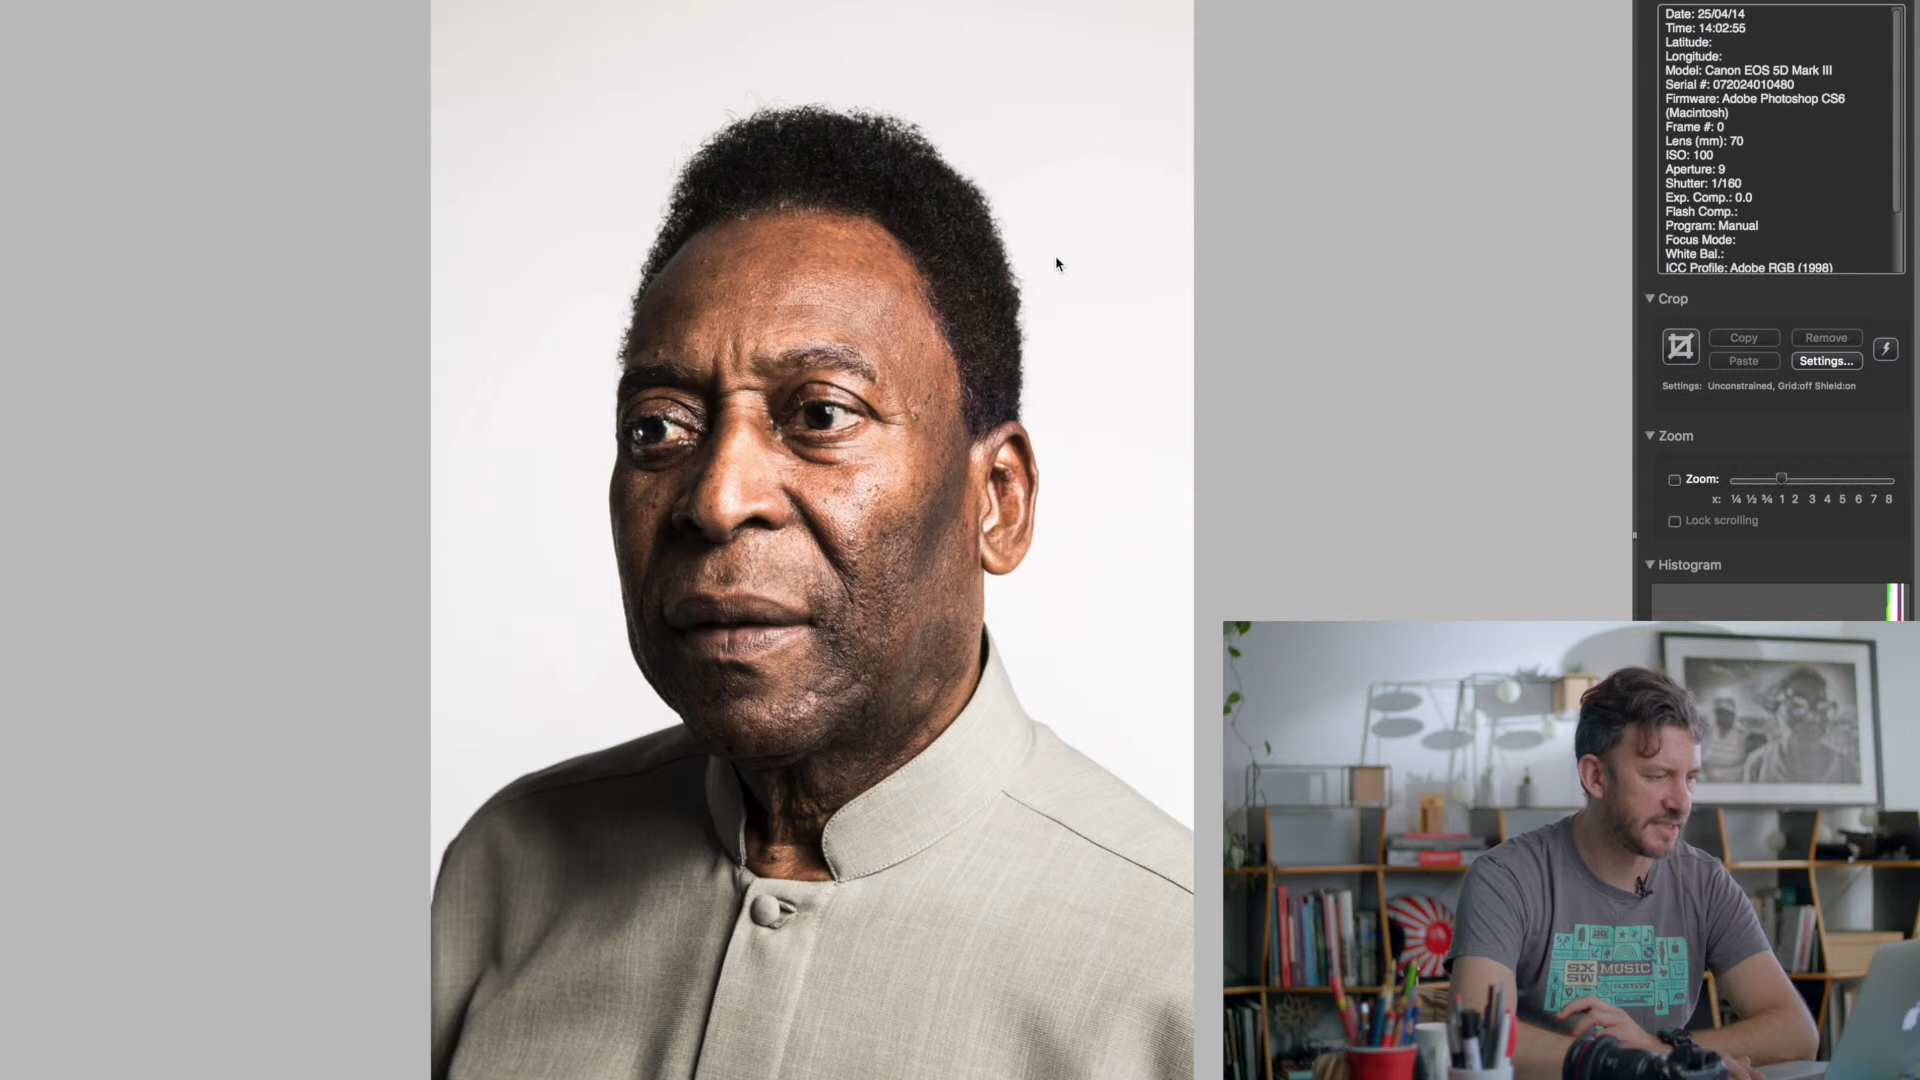 Date: 25/04/14
Time: 14:02:55
Latitude:
Longitude:
Model: Canon EOS 5D Mark III
Serial #: 072024010480
Firmware: Adobe Photoshop CS6
(Macintosh)
Frame #: 0
Lens (mm): 70
ISO: 100
Aperture: 9
Shutter: 1/160
Exp. Comp.: 0.0
Flash Comp.:
Program: Manual
Focus Mode:
White Bal.:
ICC Profile: Adobe RGB (1998)
Crop
Copy Remove
Paste Settings...
Settings: Unconstrained, Grid:off Shield:on
Zoom
Zoom:
x: ¼ ½ ¾ 1 2 3 4 5 6 7 8
Lock scrolling
Histogram
SX
SW MUSIC
SXSW